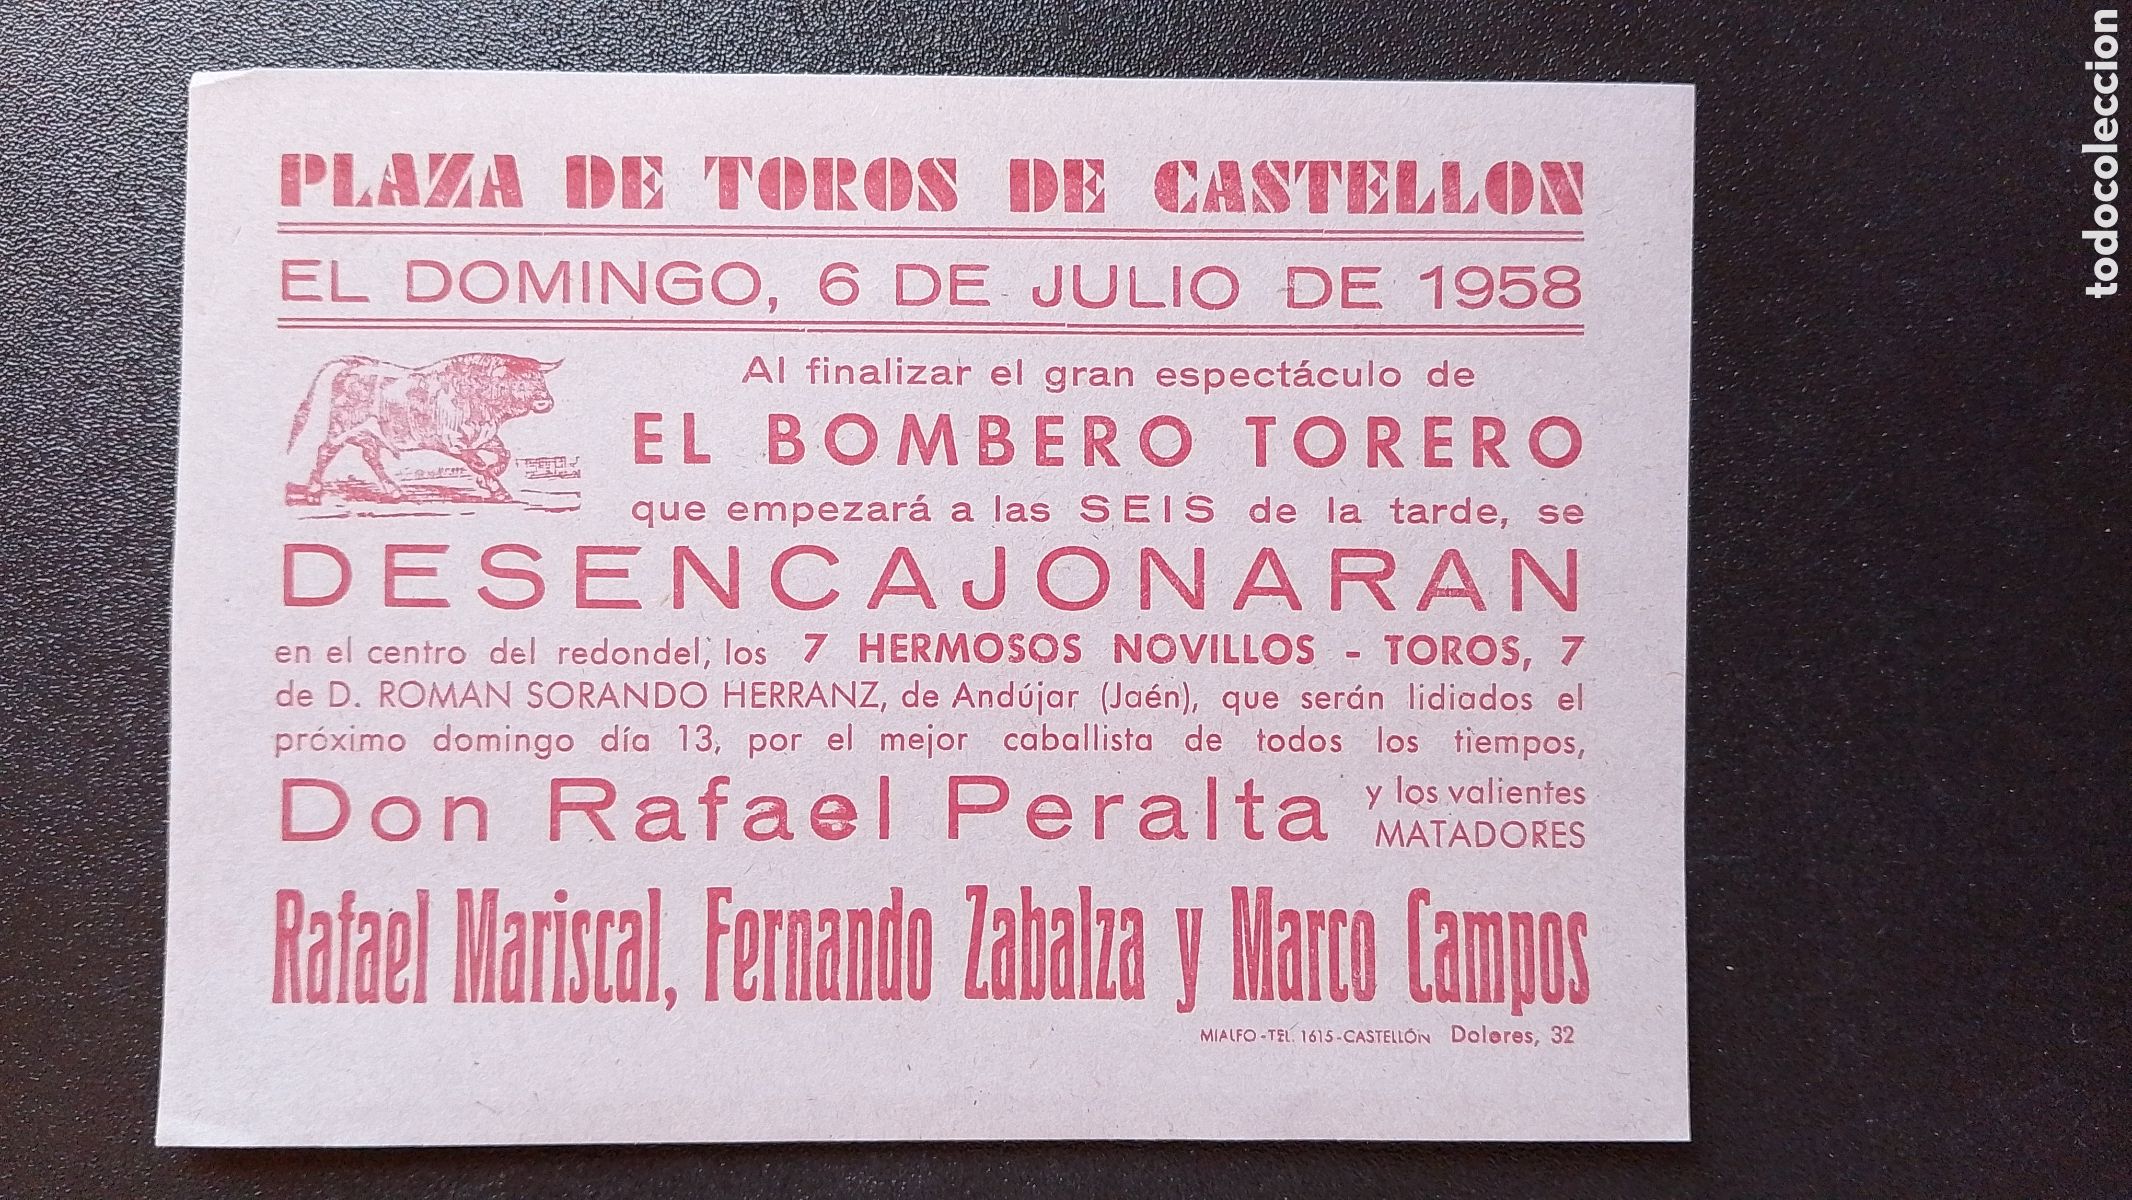 PLAZA DE TOROS DE CASTELLON
EL DOMINGO, 6 DE JULIO DE 1958
Al finalizar el gran espectáculo de
EL BOMBERO TORERO
que empezará a las SEIS de la tarde, se
DESENCAJONARAN
en el centro del redondel, los 7 HERMOSOS NOVILLOS - TOROS, 7
de D. ROMAN SORANDO HERRANZ, de Andújar (Jaén), que serán lidiados el
próximo domingo día 13, por el mejor caballista de todos los tiempos,
Don Rafael Peralta y los valientes
MATADORES
Rafael Mariscal, Fernando Zabalza y Marco Campos
MIALFO-TEL. 1615-CASTELLÓN Dolores, 32
todocoleccion